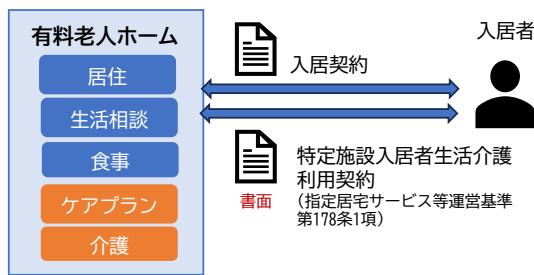 有料老人ホーム
居住
生活相談
食事
ケアプラン
介護
入居契約
入居者
書面
特定施設入居者生活介護
利用契約
(指定居宅サービス等運営基準
第178条1項)